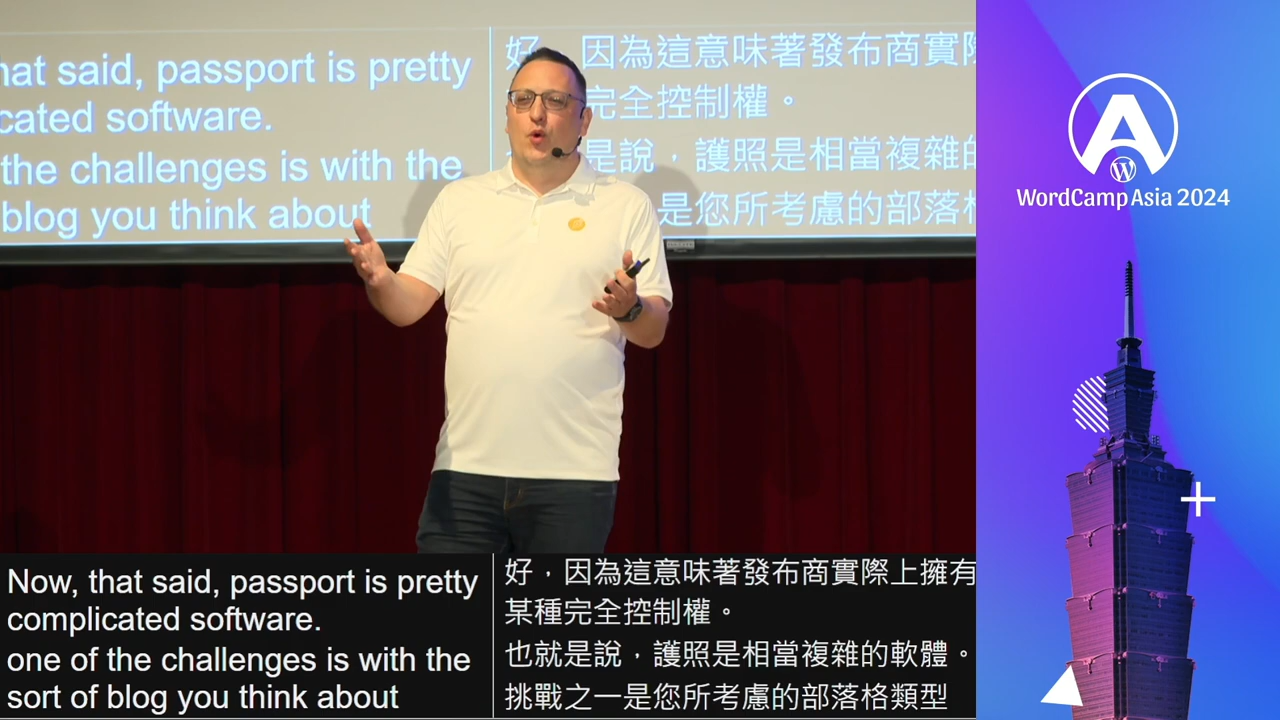 hat said, passport is pretty
cated software.
the challenges is with the
blog you think about
好,因為這意味著發布商實際
完全控制權。
是說,護照是相當複雜的
是您所考慮的部落格
WordCamp Asia 2024
Now, that said, passport is pretty
complicated software.
one of the challenges is with the
sort of blog you think about
好,因為這意味著發布商實際上擁有
某種完全控制權。
也就是說,護照是相當複雜的軟體。
挑戰之一是您所考慮的部落格類型